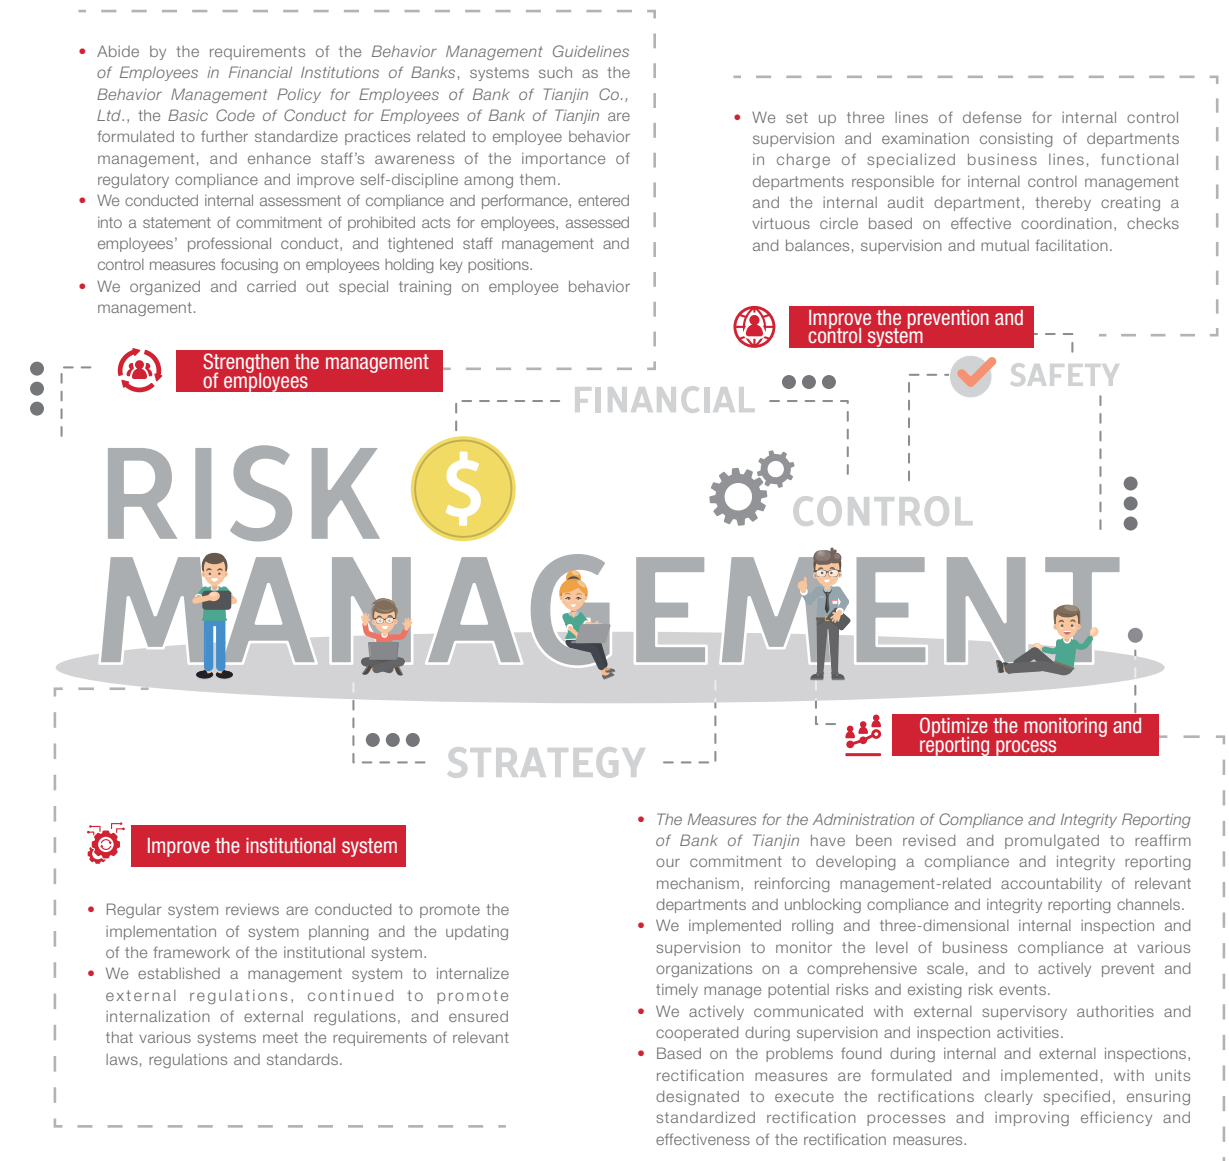 • Abide by the requirements of the Behavior Management Guidelines
of Employees in Financial Institutions of Banks, systems such as the
Behavior Management Policy for Employees of Bank of Tianjin Co.,
Ltd., the Basic Code of Conduct for Employees of Bank of Tianjin are
formulated to further standardize practices related to employee behavior
management, and enhance staff's awareness of the importance of
regulatory compliance and improve self-discipline among them.
• We conducted internal assessment of compliance and performance, entered
into a statement of commitment of prohibited acts for employees, assessed
employees' professional conduct, and tightened staff management and
control measures focusing on employees holding key positions.
• We organized and carried out special training on employee behavior
management.
Strengthen the management
of employees
• We set up three lines of defense for internal control
supervision and examination consisting of departments
in charge of specialized business lines, functional
departments responsible for internal control management
and the internal audit department, thereby creating a
virtuous circle based on effective coordination, checks
and balances, supervision and mutual facilitation.
Improve the prevention and
control system
SAFETY
FINANCIAL
RISK
$
CONTROL
MANAGEMENT
STRATEGY
Optimize the monitoring and
reporting process
Improve the institutional system
• Regular system reviews are conducted to promote the
implementation of system planning and the updating
of the framework of the institutional system.
• We established a management system to internalize
external regulations, continued to promote
internalization of external regulations, and ensured
that various systems meet the requirements of relevant
laws, regulations and standards.
• The Measures for the Administration of Compliance and Integrity Reporting
of Bank of Tianjin have been revised and promulgated to reaffirm
our commitment to developing a compliance and integrity reporting
mechanism, reinforcing management-related accountability of relevant
departments and unblocking compliance and integrity reporting channels.
• We implemented rolling and three-dimensional internal inspection and
supervision to monitor the level of business compliance at various
organizations on a comprehensive scale, and to actively prevent and
timely manage potential risks and existing risk events.
• We actively communicated with external supervisory authorities and
cooperated during supervision and inspection activities.
• Based on the problems found during internal and external inspections,
rectification measures are formulated and implemented, with units
designated to execute the rectifications clearly specified, ensuring
standardized rectification processes and improving efficiency and
effectiveness of the rectification measures.